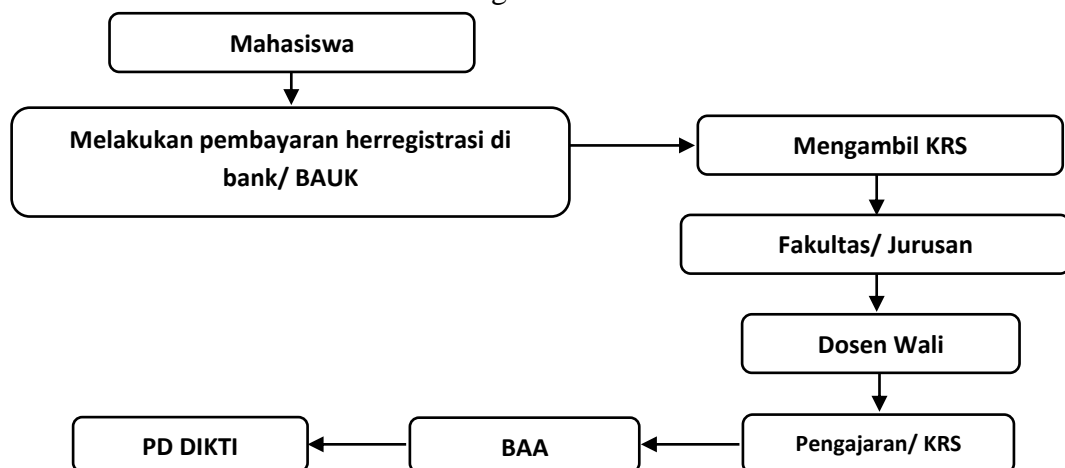 Mahasiswa
Melakukan pembayaran herregistrasi di
bank/ BAUK
Mengambil KRS
Fakultas/ Jurusan
Dosen Wali
Pengajaran/ KRS
BAA
PD DIKTI